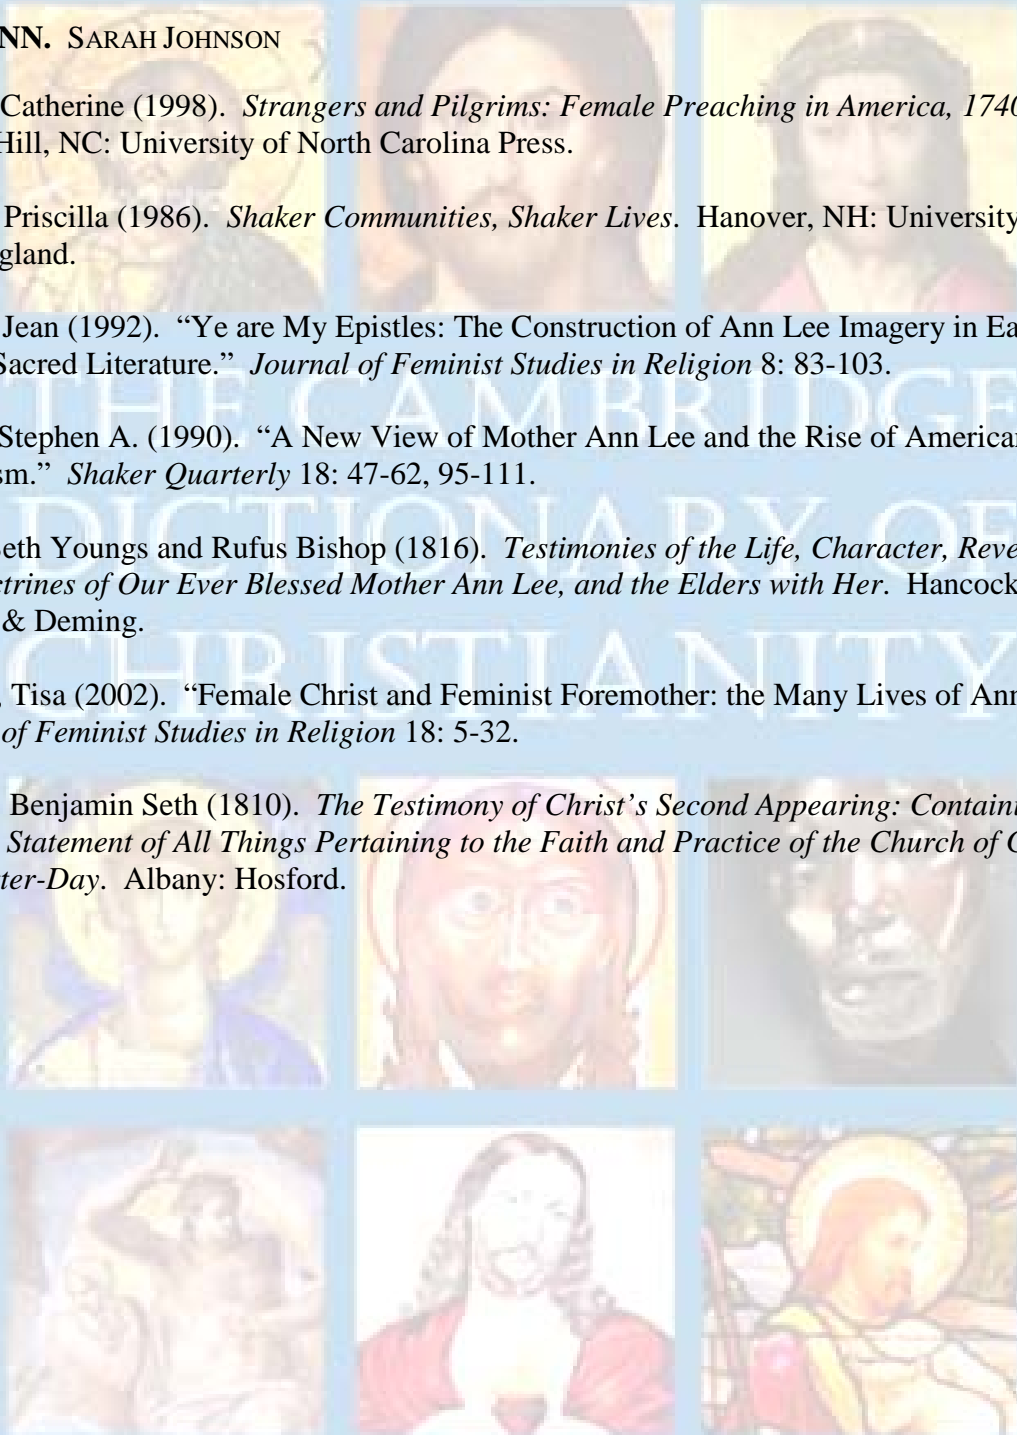 NN. SARAH JOHNSON
Catherine (1998). Strangers and Pilgrims: Female Preaching in America, 1740
Hill, NC: University of North Carolina Press.
Priscilla (1986). Shaker Communities, Shaker Lives. Hanover, NH: University
gland.
Jean (1992). “Ye are My Epistles: The Construction of Ann Lee Imagery in Ea
Sacred Literature.” Journal of Feminist Studies in Religion 8: 83-103.
THE CAMBRIDGE
Stephen A. (1990). “A New View of Mother Ann Lee and the Rise of American
sm.” Shaker Quarterly 18: 47-62, 95-111.
DICTIONARY OF
eth Youngs and Rufus Bishop (1816). Testimonies of the Life, Character, Reve
ctrines of Our Ever Blessed Mother Ann Lee, and the Elders with Her. Hancock
& Deming.
CHRISTIANITY
, Tisa (2002). “Female Christ and Feminist Foremother: the Many Lives of Ann
of Feminist Studies in Religion 18: 5-32.
Benjamin Seth (1810). The Testimony of Christ’s Second Appearing: Containi
Statement of All Things Pertaining to the Faith and Practice of the Church of
ter-Day. Albany: Hosford.